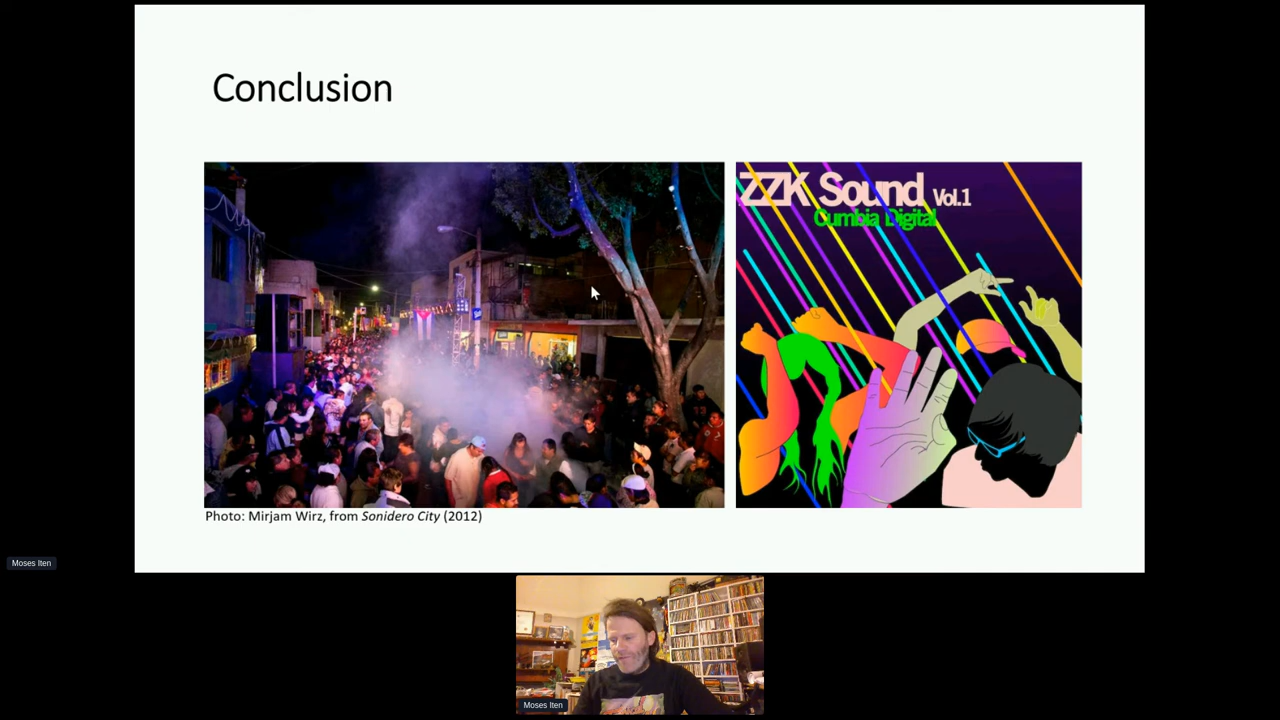 Conclusion
ZZK Sound Vol.1
Cumbia Digital
Photo: Mirjam Wirz, from Sonidero City (2012)
Moses Iten
Moses Iten